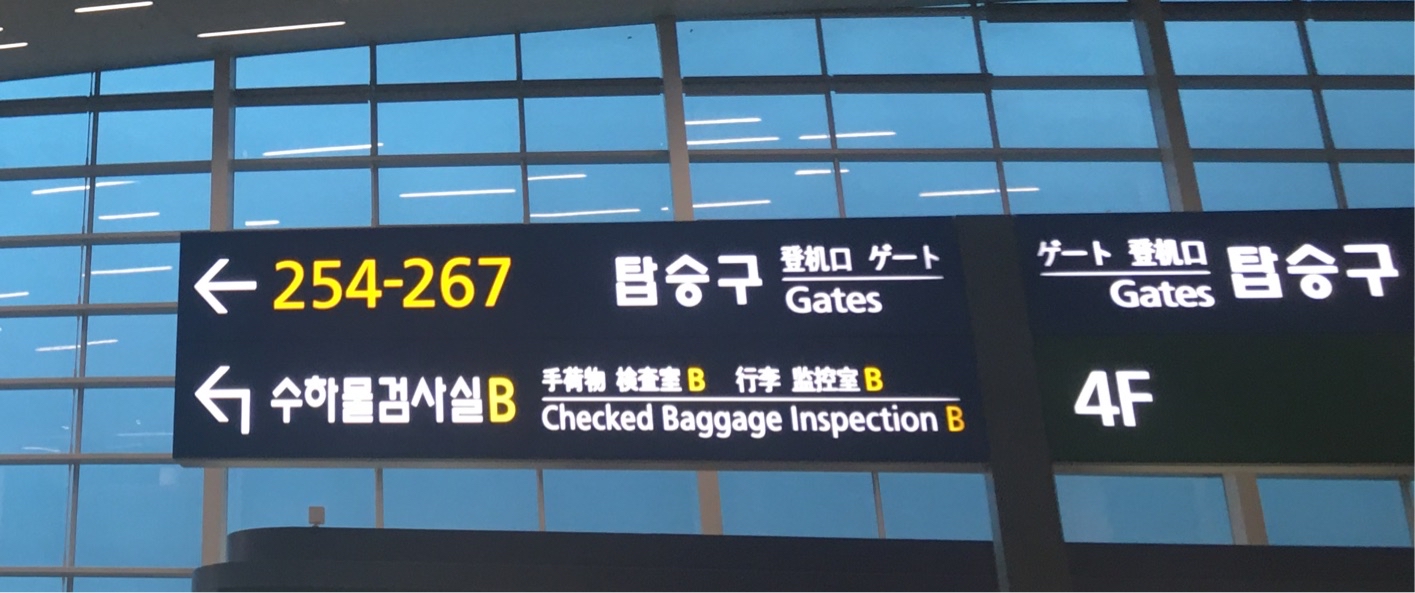 254-267 탑승구 登机口 ゲート
Gates
수하물검사실B 手荷物 検査室 B 行李 监控室 B
Checked Baggage Inspection B
ゲート 登机口 탑승구
Gates
4F